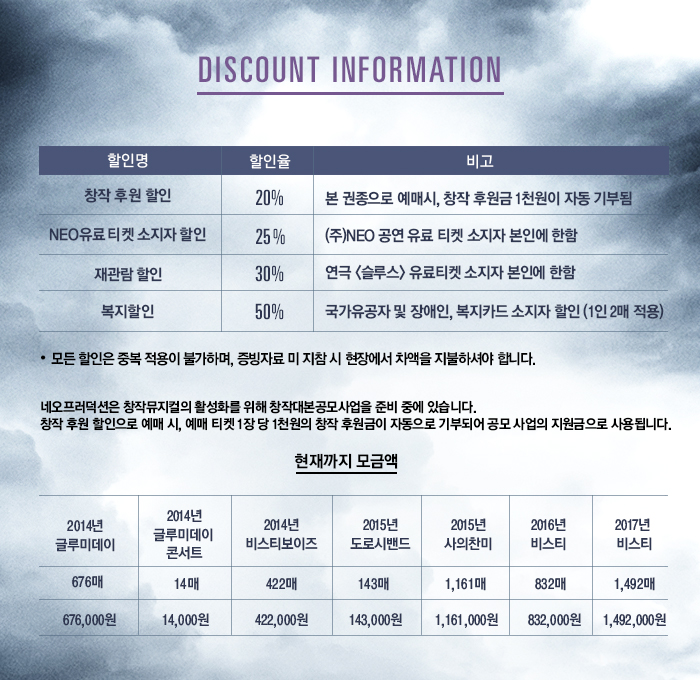 DISCOUNT INFORMATION
할인명 할인율 비고
창작 후원 할인 20% 본 권종으로 예매시, 창작 후원금 1천원이 자동 기부됨
NEO유료 티켓 소지자 할인 25% (주)NEO 공연 유료 티켓 소지자 본인에 한함
재관람 할인 30% 연극 <슬루스> 유료티켓 소지자 본인에 한함
복지할인 50% 국가유공자 및 장애인, 복지카드 소지자 할인 (1인 2매 적용)
• 모든 할인은 중복 적용이 불가하며, 증빙자료 미 지참 시 현장에서 차액을 지불하셔야 합니다.
네오프러덕션은 창작뮤지컬의 활성화를 위해 창작대본공모사업을 준비 중에 있습니다.
창작 후원 할인으로 예매 시, 예매 티켓 1장 당 1천원의 창작 후원금이 자동으로 기부되어 공모 사업의 지원금으로 사용됩니다.
현재까지 모금액
2014년 2014년 2014년 2015년 2015년 2016년 2017년
글루미데이 글루미데이 비스티보이즈 도로시밴드 사의찬미 비스티 비스티
콘서트
676매 14매 422매 143매 1,161매 832매 1,492매
676,000원 14,000원 422,000원 143,000원 1,161,000원 832,000원 1,492,000원